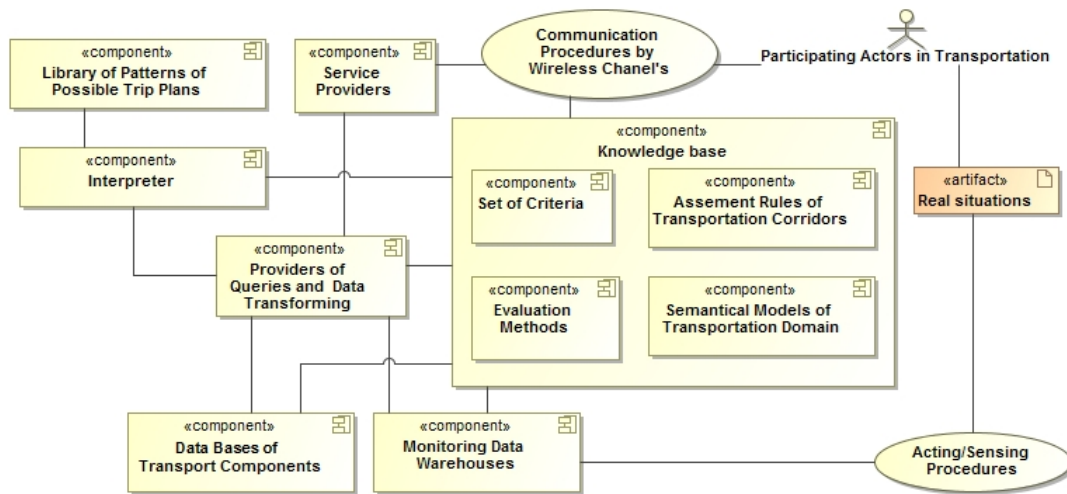 «component»
Library of Patterns of
Possible Trip Plans
«component»
Service
Providers
Communication
Procedures by
Wireless Chanel's
Participating Actors in Transportation
«component»
Interpreter
«component»
Knowledge base
«component»
Set of Criteria
«component»
Assement Rules of
Transportation Corridors
«artifact»
Real situations
«component»
Providers of
Queries and Data
Transforming
«component»
Evaluation
Methods
«component»
Semantical Models of
Transportation Domain
«component»
Data Bases of
Transport Components
«component»
Monitoring Data
Warehouses
Acting/Sensing
Procedures